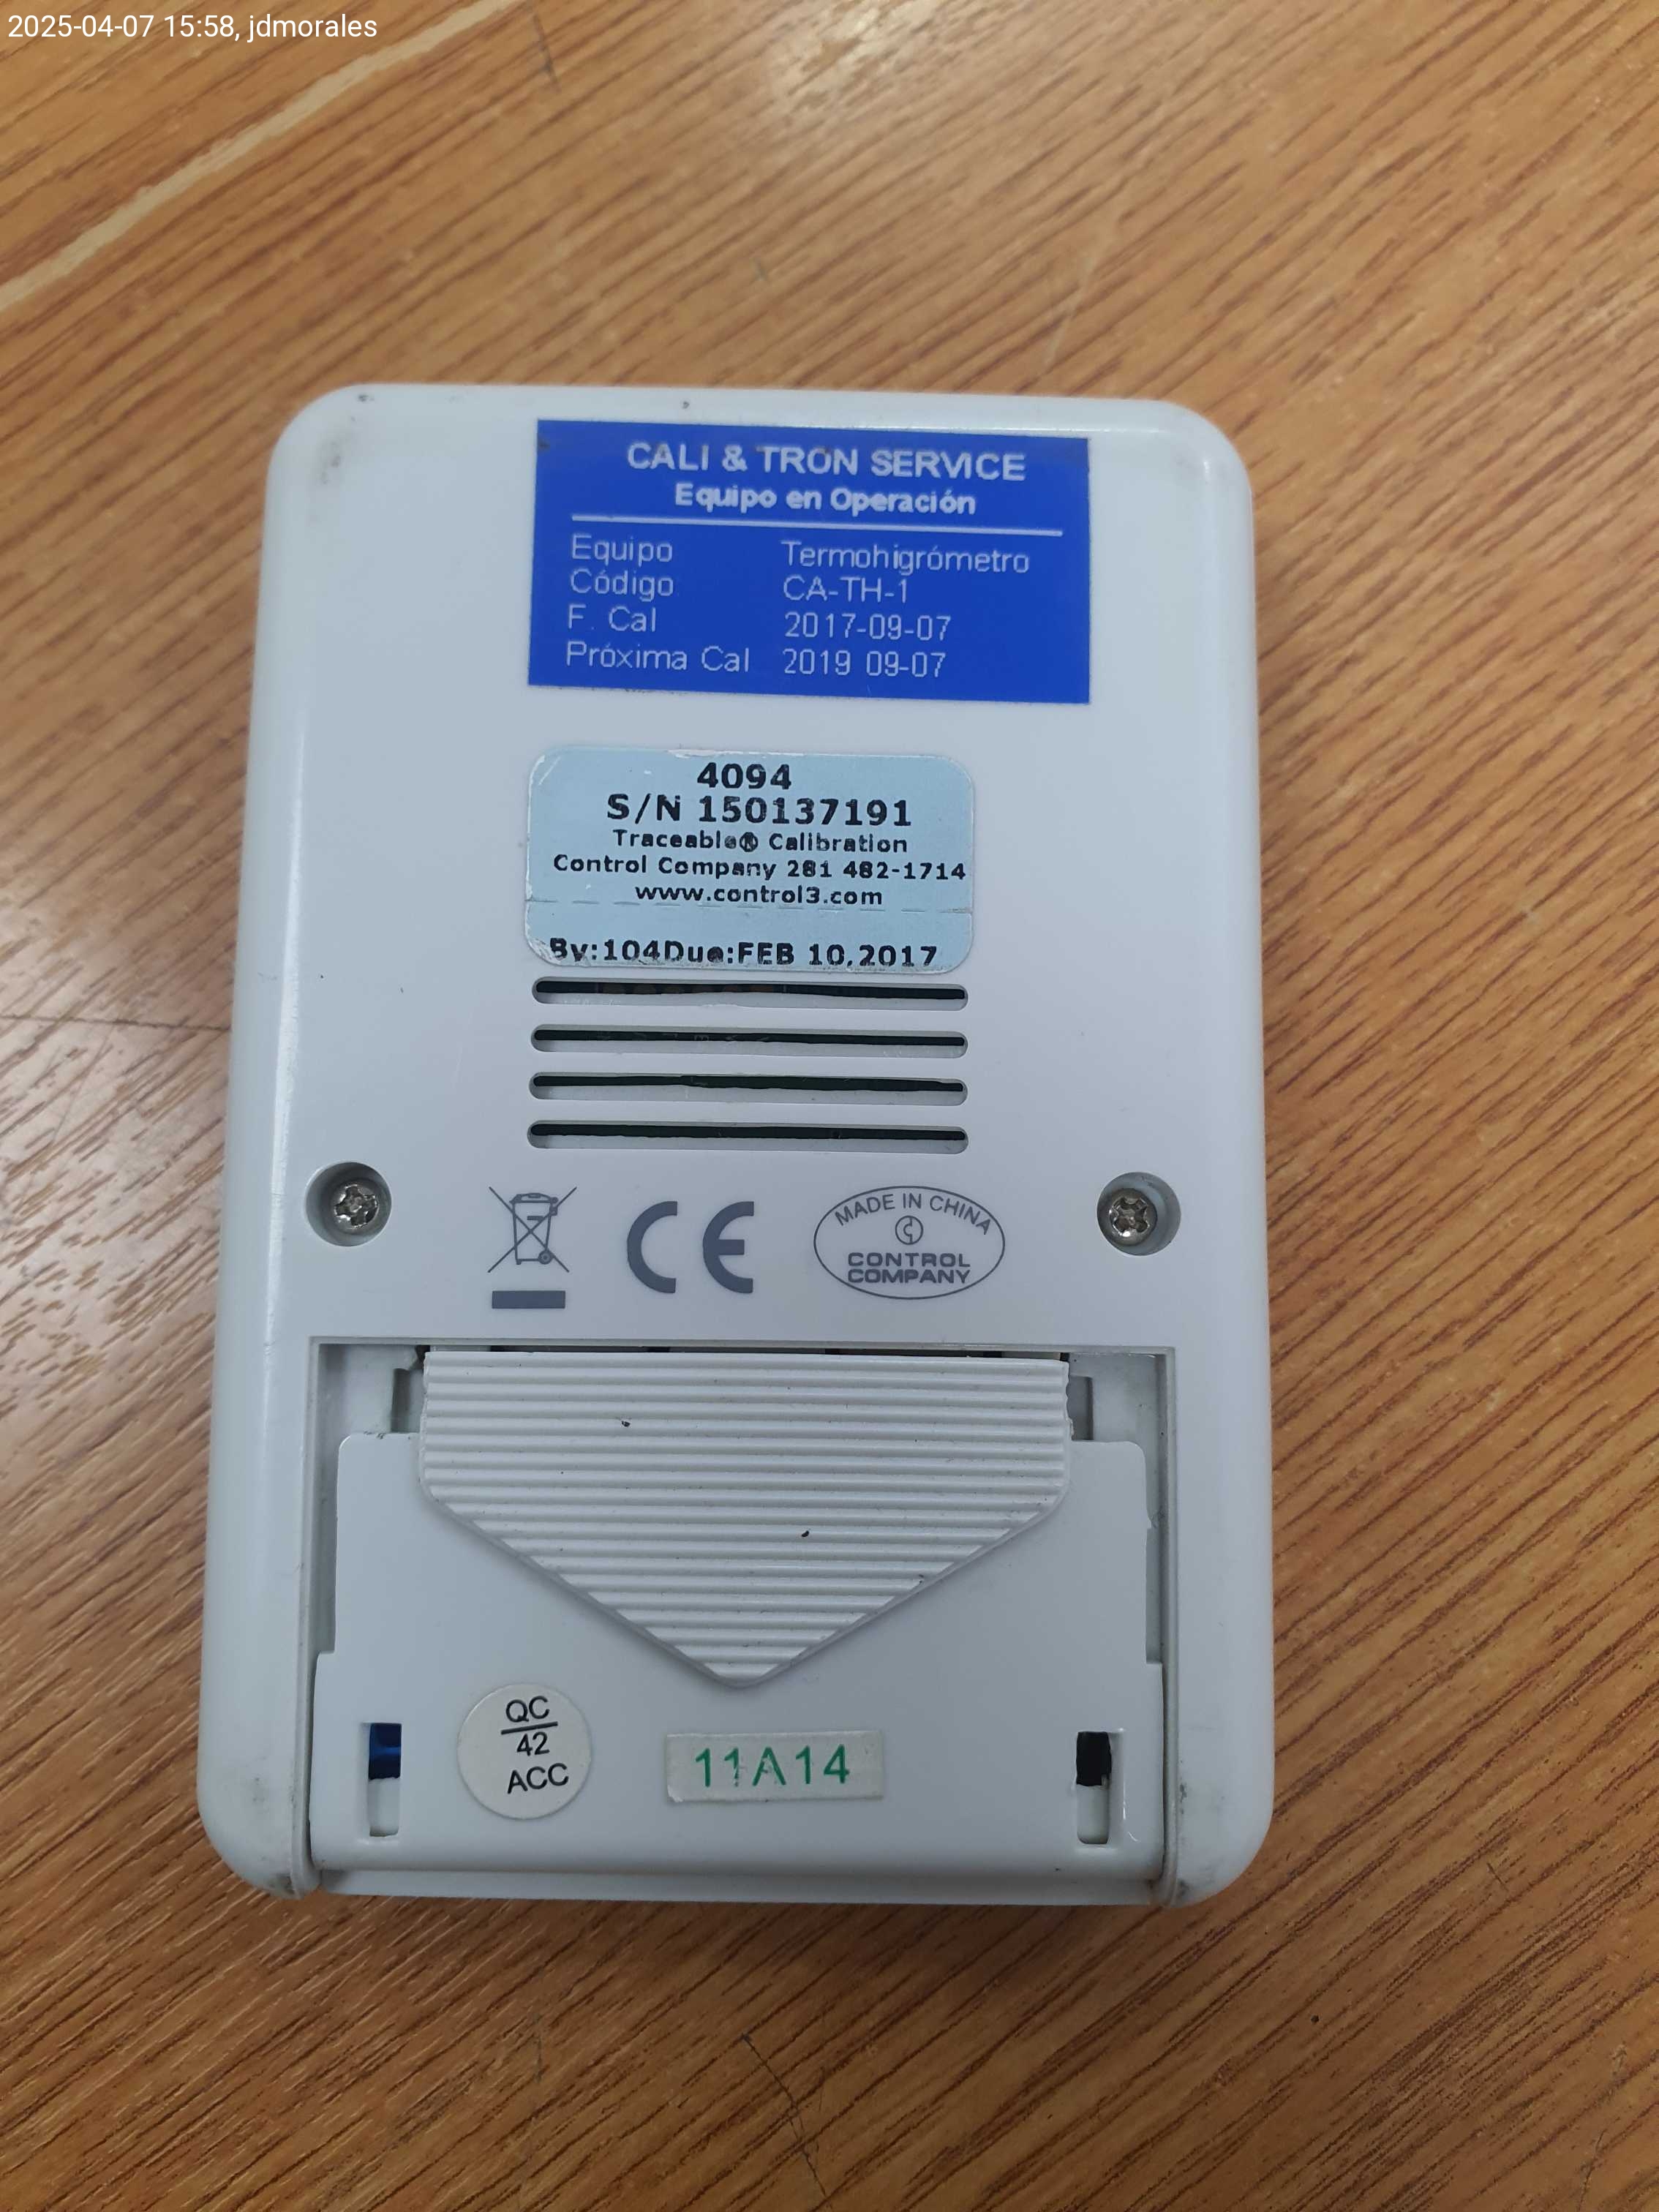 2025-04-07 15:58, jdmorales
CALI & TRON SERVICE
Equipo en Operación
Equipo Termohigrómetro
Código CA-TH-1
F. Cal 2017-09-07
Próxima Cal 2019 09-07
4094
S/N 150137191
Traceable® Calibration
Control Company 281 482-1714
www.control3.com
By:104Due:FEB 10,2017
CE
MADE IN CHINA
CONTROL
COMPANY
QC
42
ACC
11A14